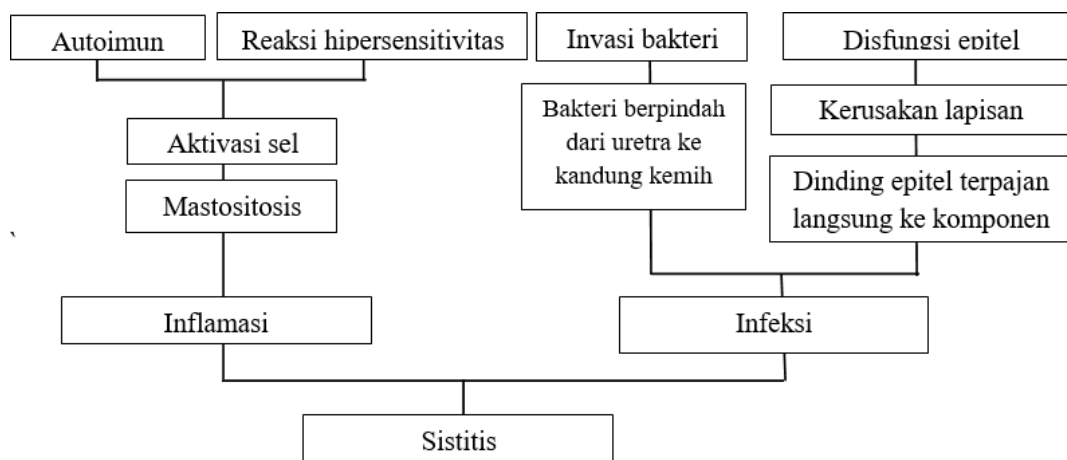 Autoimun
Reaksi hipersensitivitas
Invasi bakteri
Disfungsi epitel
Aktivasi sel
Mastositosis
Bakteri berpindah
dari uretra ke
kandung kemih
Kerusakan lapisan
Dinding epitel terpajan
langsung ke komponen
`
Inflamasi
Infeksi
Sistitis